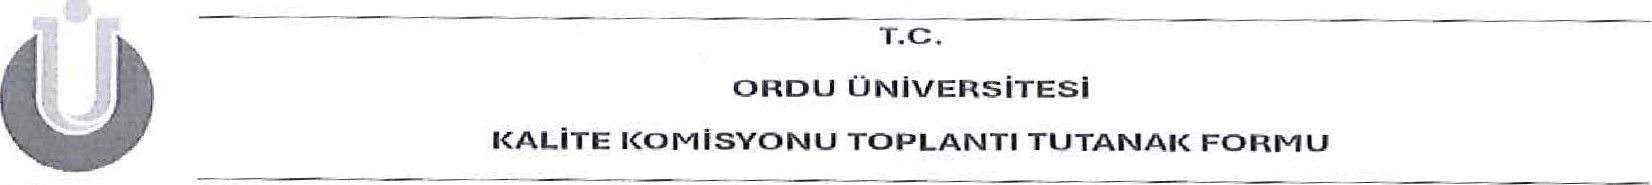 T.C.
ORDU ÜNİVERSİTESİ
KALİTE KOMİSYONU TOPLANTI TUTANAK FORMU